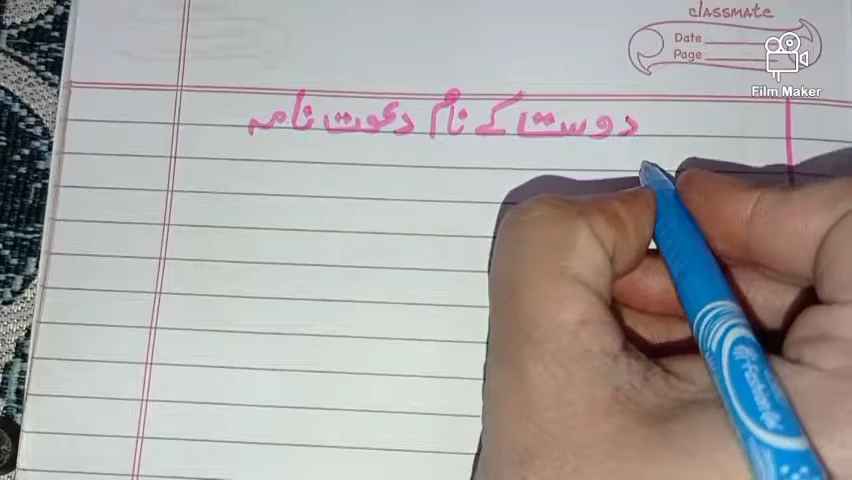 classmate
Date
Page
Film Maker
دوست کے نام دعوت نامہ